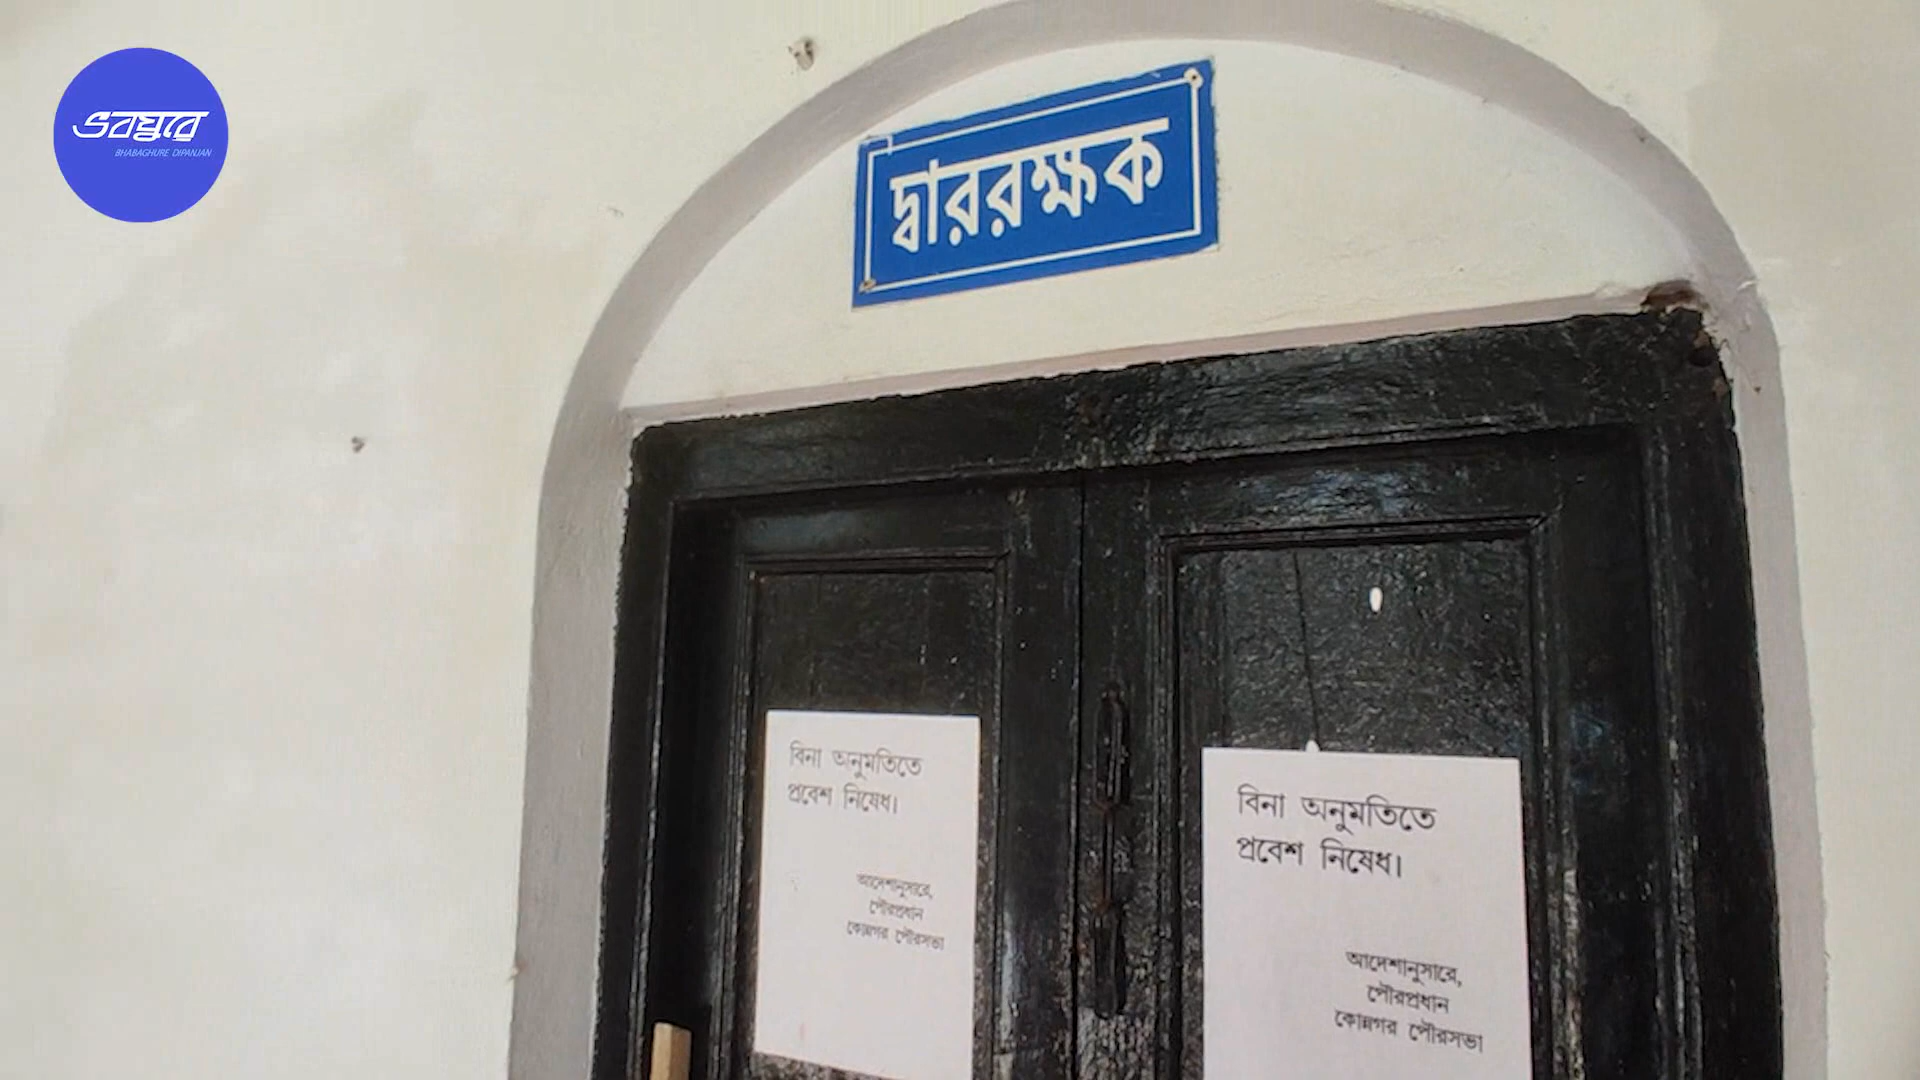 ভবঘুরে
BHABAGHURE DIPANJAN
দ্বাররক্ষক
বিনা অনুমতিতে
প্রবেশ নিষেধ।
আদেশানুসারে,
পৌরপ্রধান
কোন্নগর পৌরসভা
বিনা অনুমতিতে
প্রবেশ নিষেধ।
আদেশানুসারে,
পৌরপ্রধান
কোন্নগর পৌরসভা